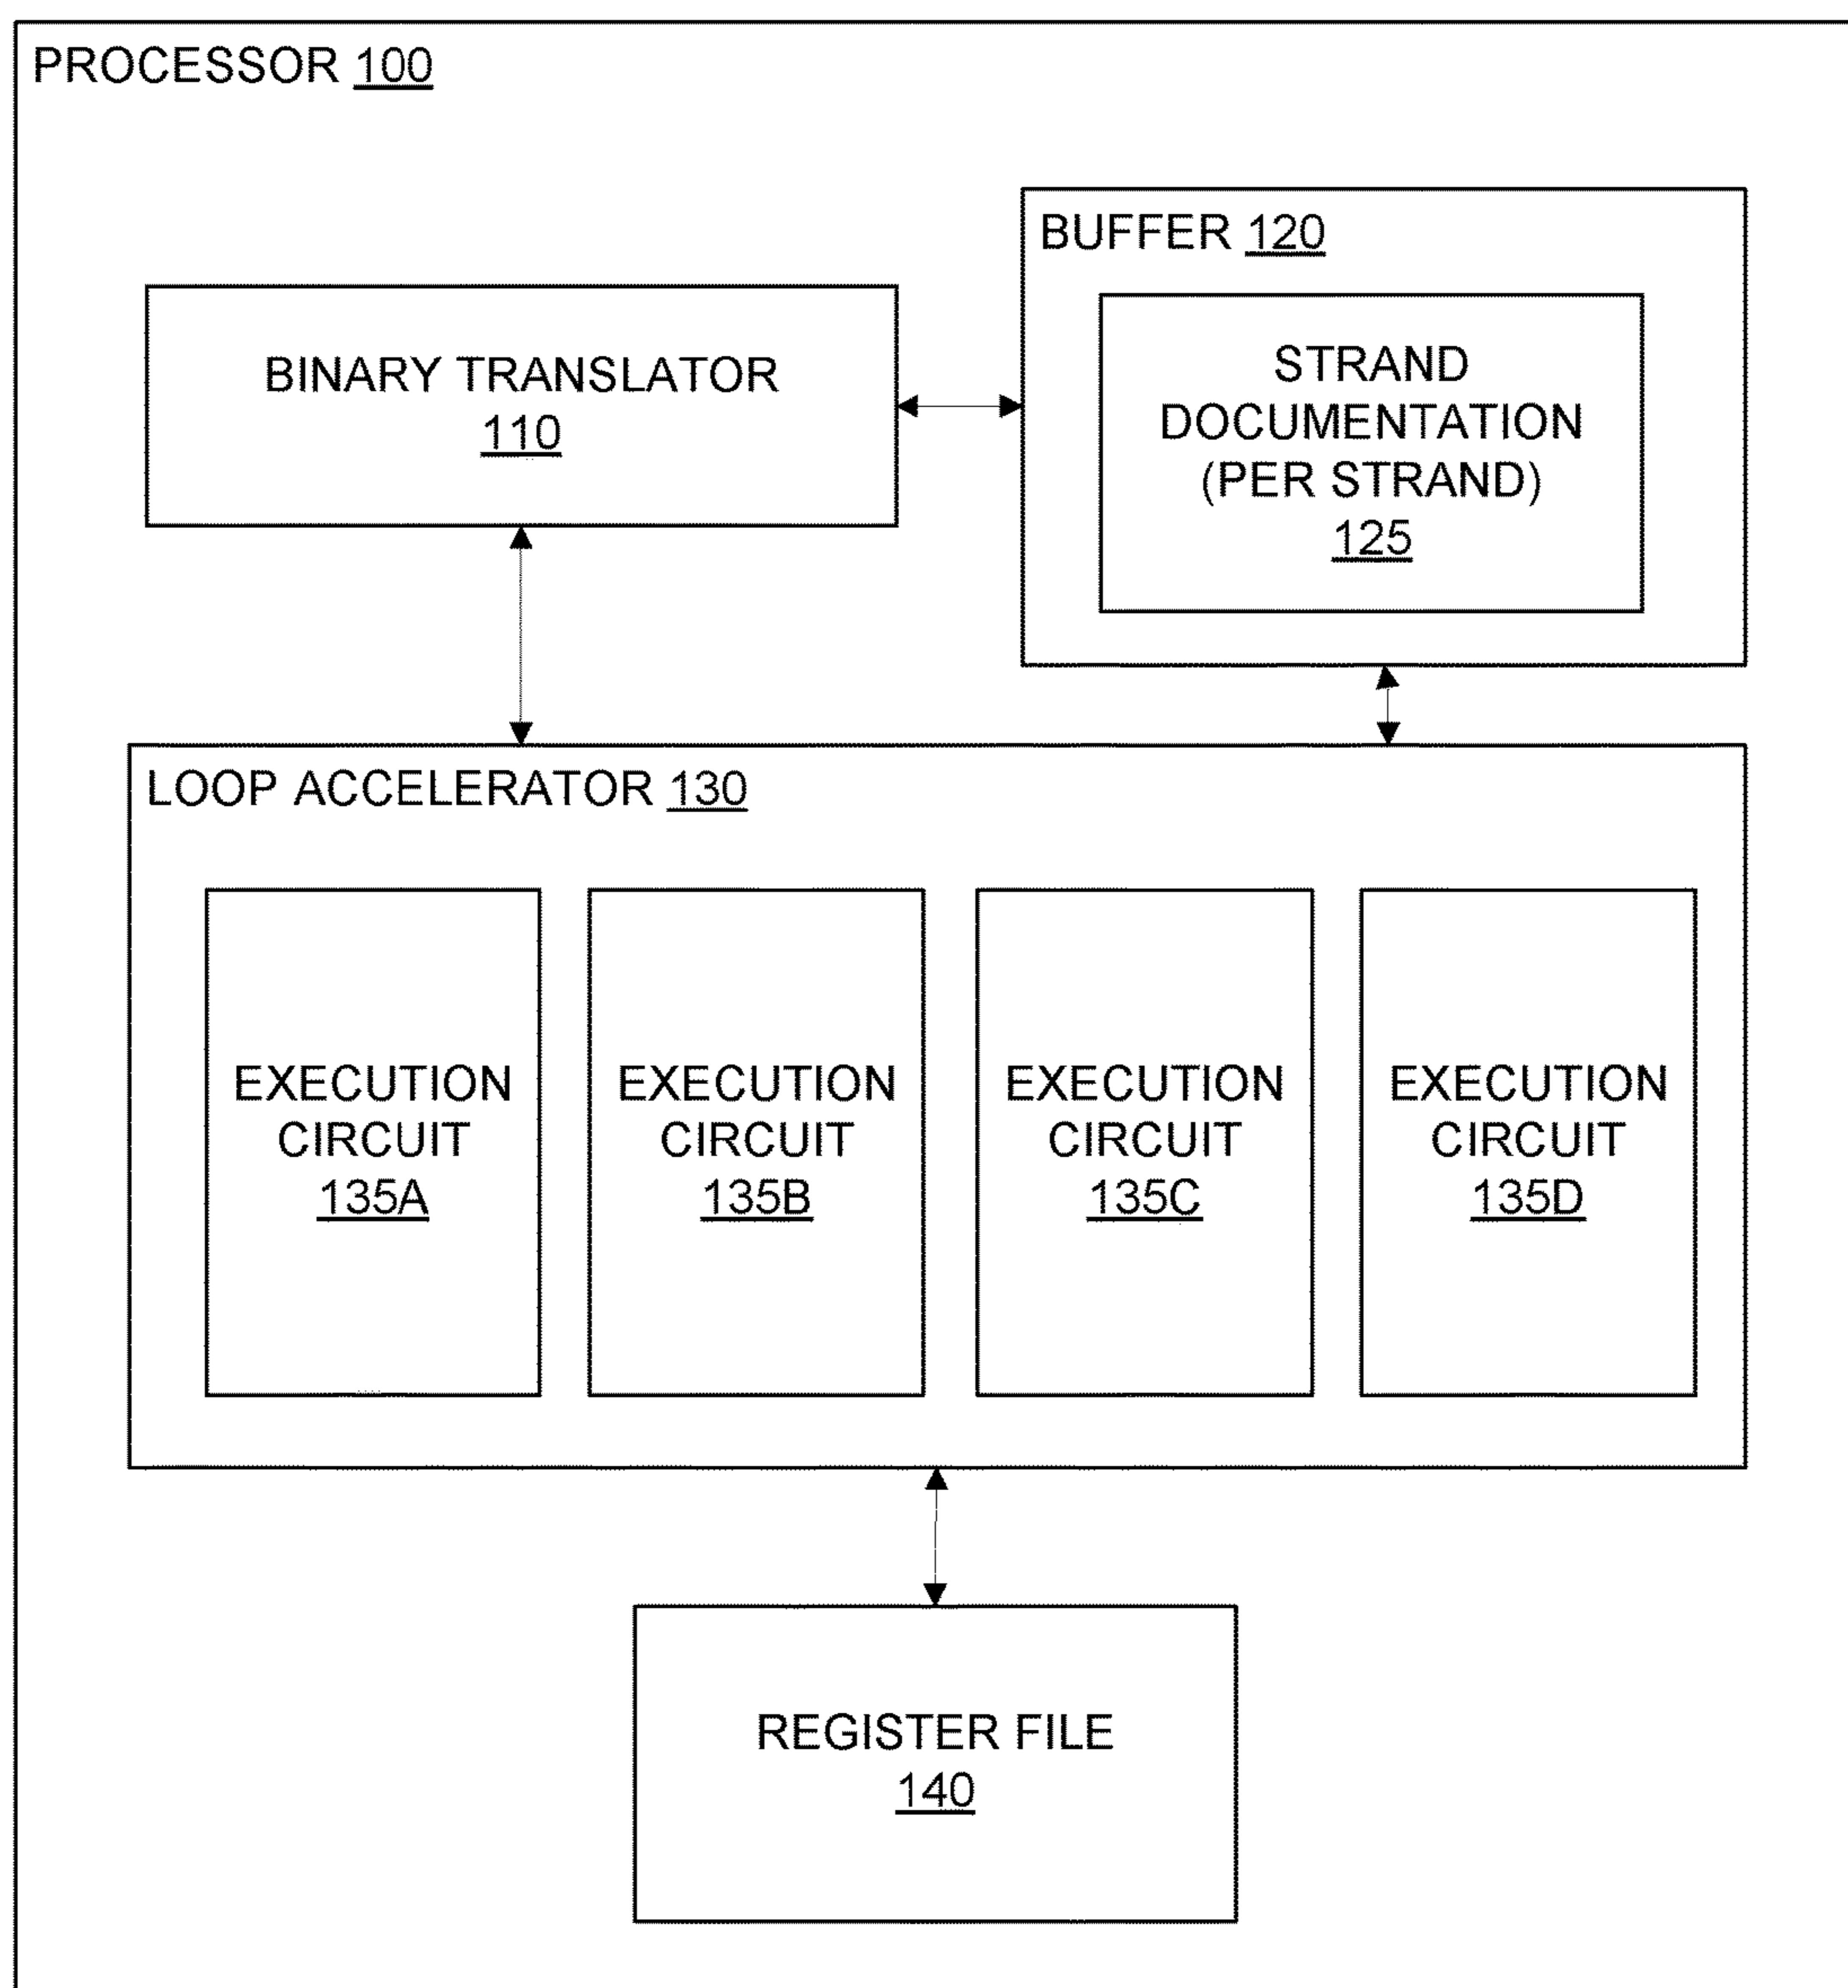 PROCESSOR 100
BUFFER 120
BINARY TRANSLATOR
110
STRAND
DOCUMENTATION
(PER STRAND)
125
LOOP ACCELERATOR 130
EXECUTION
CIRCUIT
135A
EXECUTION
CIRCUIT
135B
EXECUTION
CIRCUIT
135C
EXECUTION
CIRCUIT
135D
REGISTER FILE
140